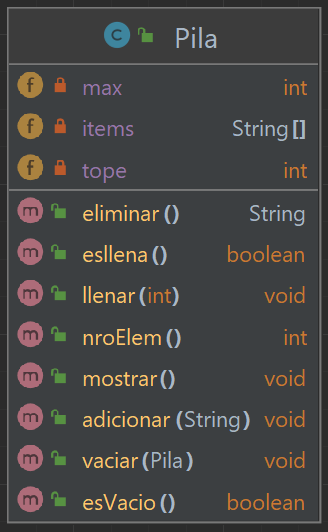 C Pila
f max int
f items String[]
f tope int
m eliminar() String
m esllena() boolean
m llenar(int) void
m nroElem() int
m mostrar() void
m adicionar(String) void
m vaciar(Pila) void
m esVacio() boolean